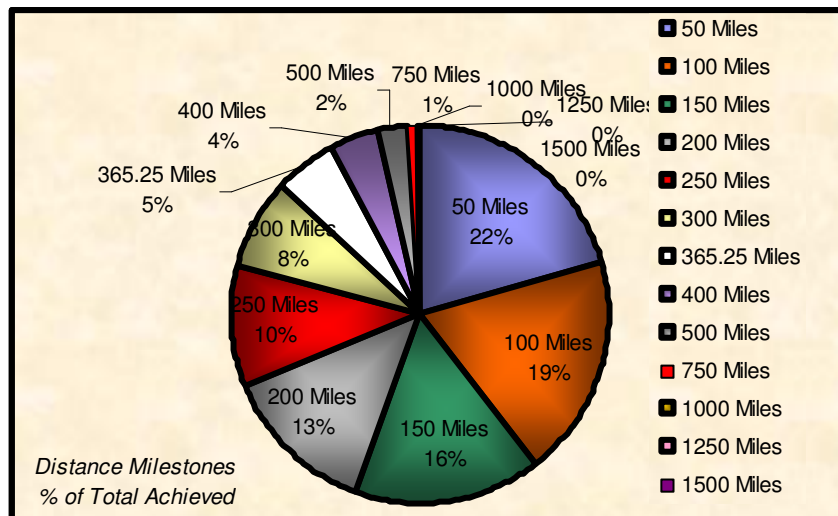 500 Miles
2%
750 Miles
1%
1000 Miles
0%
1250 Miles
0%
1500 Miles
0%
400 Miles
4%
365.25 Miles
5%
300 Miles
8%
250 Miles
10%
200 Miles
13%
150 Miles
16%
100 Miles
19%
50 Miles
22%
Distance Milestones
% of Total Achieved
50 Miles
100 Miles
150 Miles
200 Miles
250 Miles
300 Miles
365.25 Miles
400 Miles
500 Miles
750 Miles
1000 Miles
1250 Miles
1500 Miles